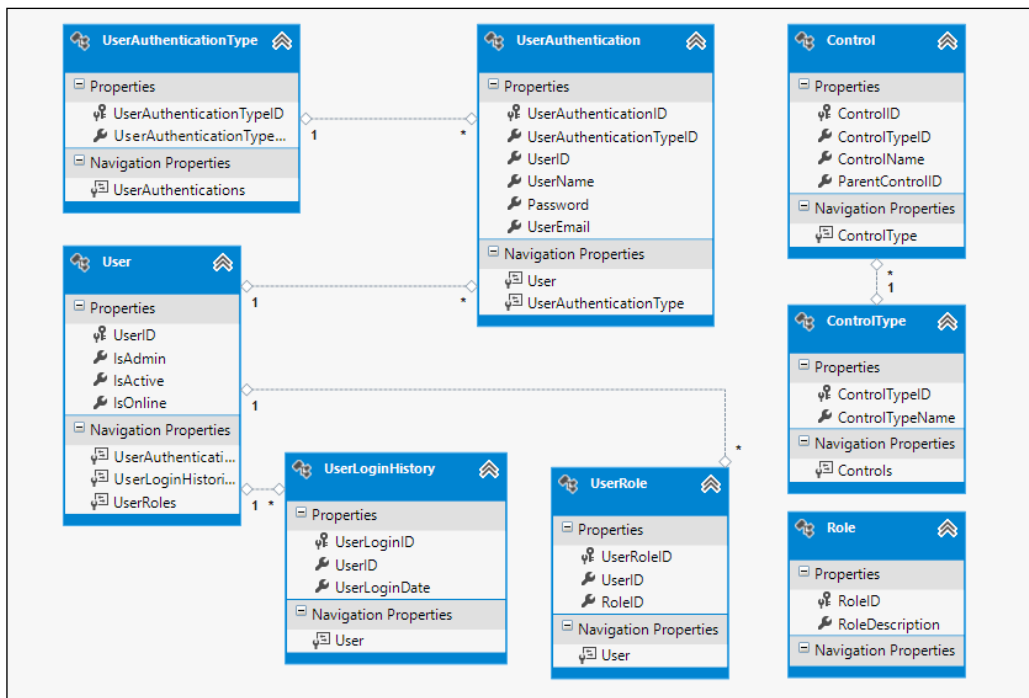 UserAuthenticationType
Properties
UserAuthenticationTypeID
UserAuthenticationType...
Navigation Properties
UserAuthentications
1
*
UserAuthentication
Properties
UserAuthenticationID
UserAuthenticationTypeID
UserID
UserName
Password
UserEmail
Navigation Properties
User
UserAuthenticationType
Control
Properties
ControlID
ControlTypeID
ControlName
ParentControlID
Navigation Properties
ControlType
*
1
User
Properties
UserID
IsAdmin
IsActive
IsOnline
Navigation Properties
UserAuthenticati...
UserLoginHistori...
UserRoles
1
*
1
*
1 *
UserLoginHistory
Properties
UserLoginID
UserID
UserLoginDate
Navigation Properties
User
UserRole
Properties
UserRoleID
UserID
RoleID
Navigation Properties
User
ControlType
Properties
ControlTypeID
ControlTypeName
Navigation Properties
Controls
Role
Properties
RoleID
RoleDescription
Navigation Properties